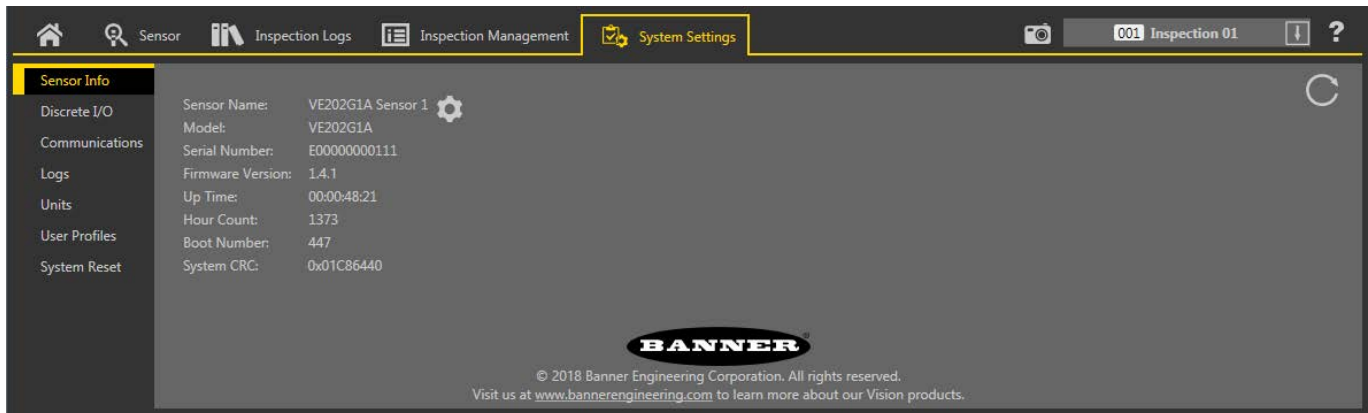 Sensor Inspection Logs Inspection Management System Settings 001 Inspection 01 ?
Sensor Info
Discrete I/O
Communications
Logs
Units
User Profiles
System Reset
Sensor Name: VE202G1A Sensor 1
Model: VE202G1A
Serial Number: E00000000111
Firmware Version: 1.4.1
Up Time: 00:00:48:21
Hour Count: 1373
Boot Number: 447
System CRC: 0x01C86440
BANNER®
© 2018 Banner Engineering Corporation. All rights reserved.
Visit us at www.bannerengineering.com to learn more about our Vision products.